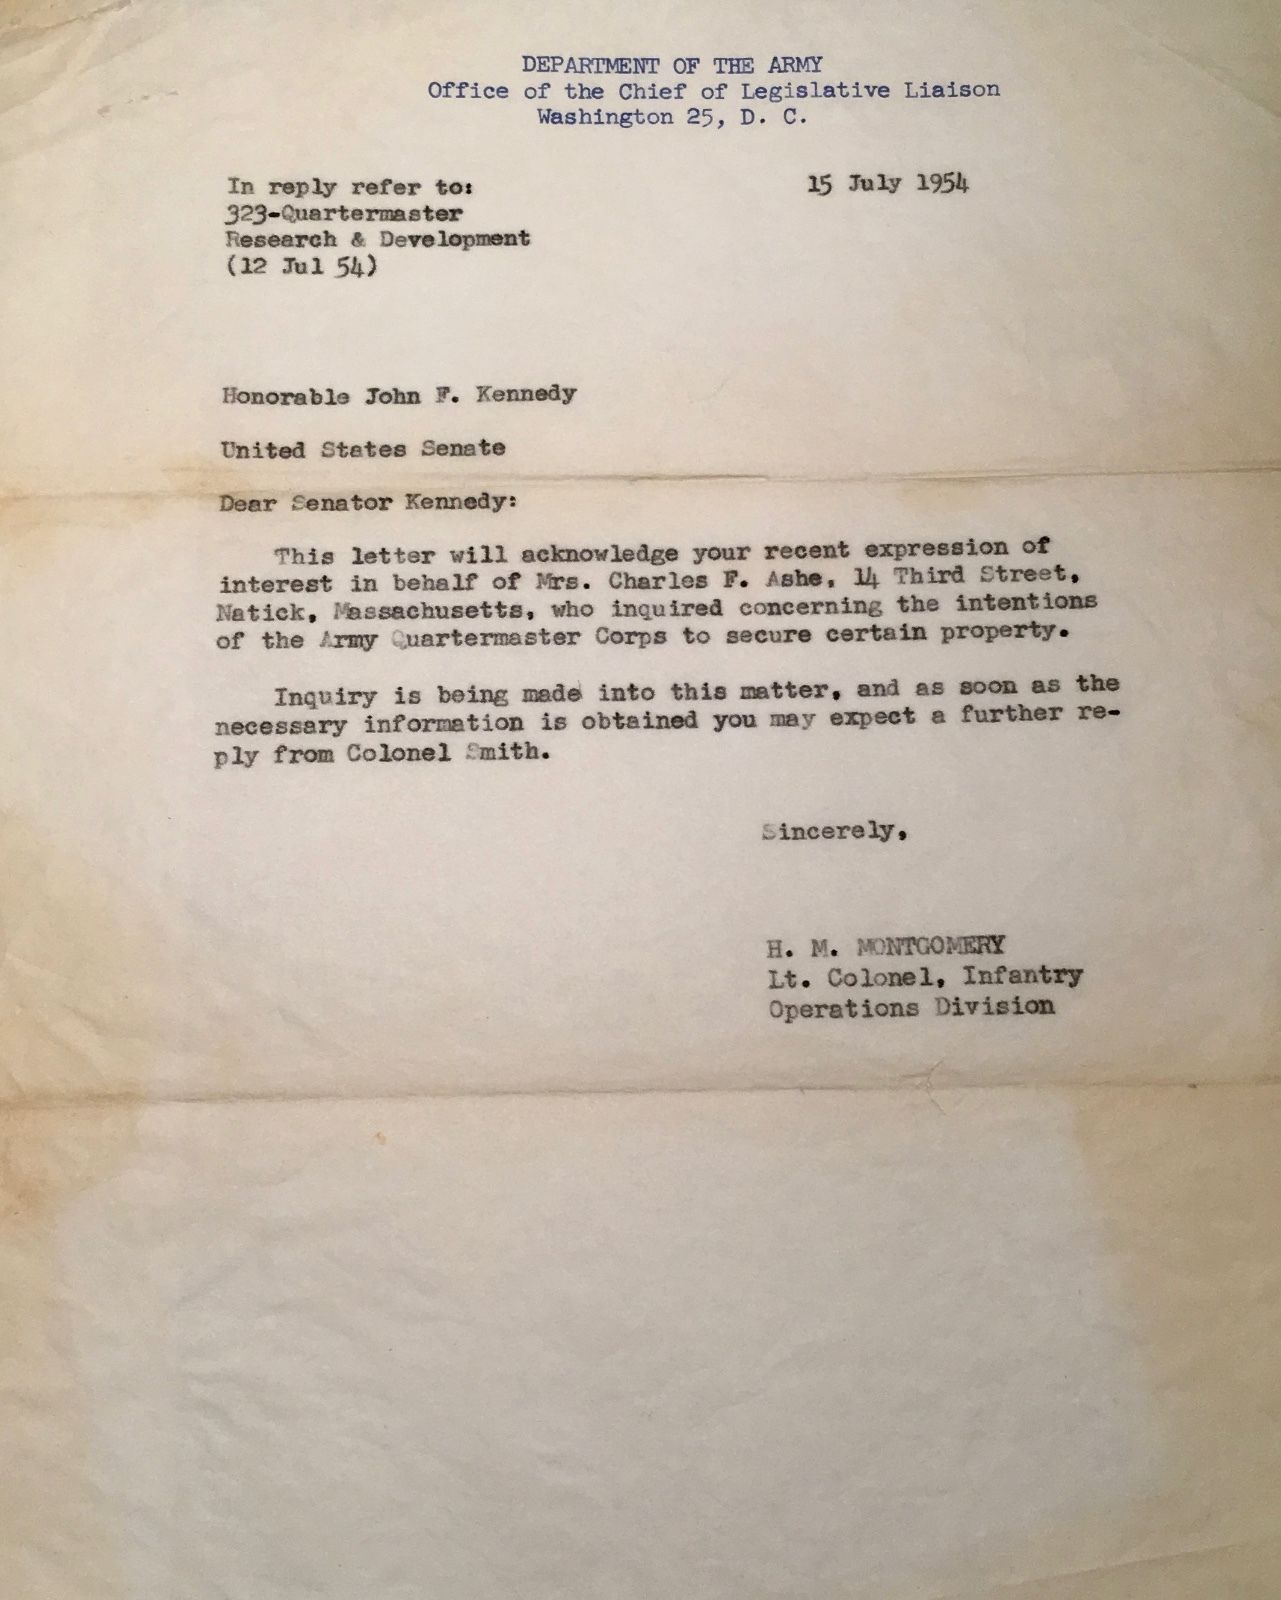 DEPARTMENT OF THE ARMY
Office of the Chief of Legislative Liaison
Washington 25, D. C.
In reply refer to:
323-Quartermaster
Research & Development
(12 Jul 54)
15 July 1954
Honorable John F. Kennedy
United States Senate
Dear Senator Kennedy:
This letter will acknowledge your recent expression of
interest in behalf of Mrs. Charles F. Ashe, 14 Third Street,
Natick, Massachusetts, who inquired concerning the intentions
of the Army Quartermaster Corps to secure certain property.
Inquiry is being made into this matter, and as soon as the
necessary information is obtained you may expect a further re-
ply from Colonel Smith.
Sincerely,
H. M. MONTGOMERY
Lt. Colonel, Infantry
Operations Division